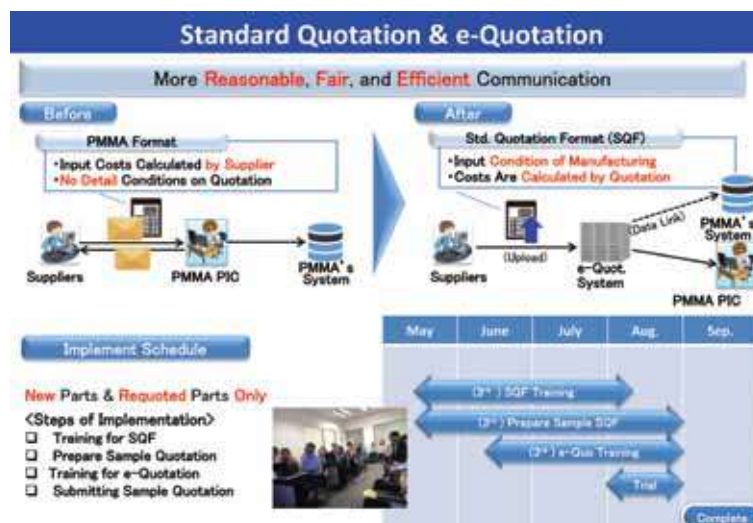 Standard Quotation & e-Quotation
More Reasonable, Fair, and Efficient Communication
Before
PMMA Format
•Input Costs Calculated by Supplier
•No Detail Conditions on Quotation
Suppliers
PMMA PIC
PMMA's
System
After
Std. Quotation Format (SQF)
•Input Condition of Manufacturing
•Costs Are Calculated by Quotation
Suppliers
(Upload)
e-Quot.
System
(Data Link)
PMMA's
System
PMMA PIC
Implement Schedule
New Parts & Requoted Parts Only
<Steps of Implementation>
❑ Training for SQF
❑ Prepare Sample Quotation
❑ Training for e-Quotation
❑ Submitting Sample Quotation
May June July Aug. Sep.
(3rd) SQF Training
(3rd) Prepare Sample SQF
(3rd) e-Quo Training
Trial
Complete